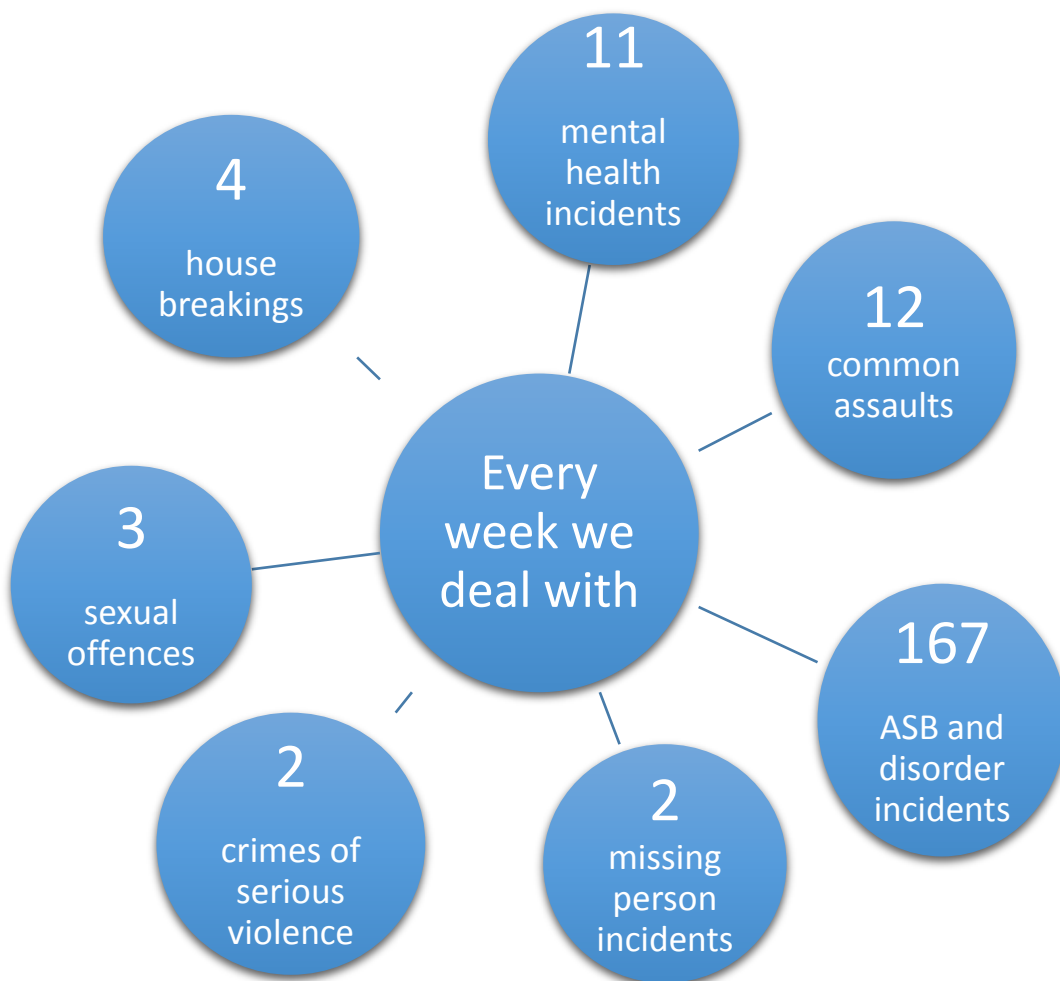 11
mental
health
incidents
4
house
breakings
12
common
assaults
Every
week we
deal with
3
sexual
offences
167
ASB and
disorder
incidents
2
crimes of
serious
violence
2
missing
person
incidents